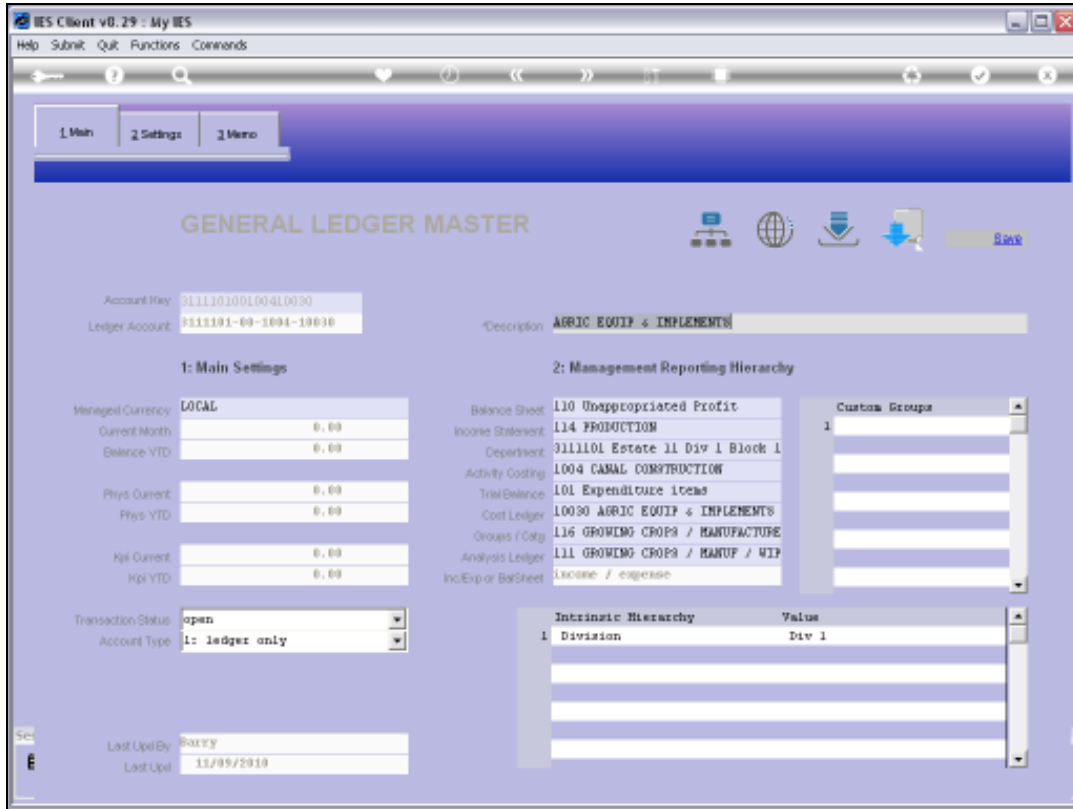 IES Client v8.29 : My IES
Help Submit Quit Functions Commands
1 Main 2 Settings 3 Memo
GENERAL LEDGER MASTER
Save
Account Key 311110100100410030
Ledger Account 3111101-00-1004-10030
*Description AGRIC EQUIP & IMPLEMENTS
1: Main Settings
2: Management Reporting Hierarchy
Managed Currency LOCAL
Current Month 0.00
Balance YTD 0.00
Phys Current 0.00
Phys YTD 0.00
Kpi Current 0.00
Kpi YTD 0.00
Transaction Status open
Account Type 1: ledger only
Balance Sheet 110 Unappropriated Profit
Income Statement 114 PRODUCTION
Department 3111101 Estate 11 Div 1 Block 1
Activity Costing 1004 CANAL CONSTRUCTION
Trial Balance 101 Expenditure items
Cost Ledger 10030 AGRIC EQUIP & IMPLEMENTS
Groups / Catg 116 GROWING CROPS / MANUFACTURE
Analysis Ledger 111 GROWING CROPS / MANUF / WIP
Inc/Exp or BalSheet income / expense
Custom Groups
1
Intrinsic Hierarchy Value
1 Division Div 1
Last Upd By Barry
Last Upd 11/09/2010